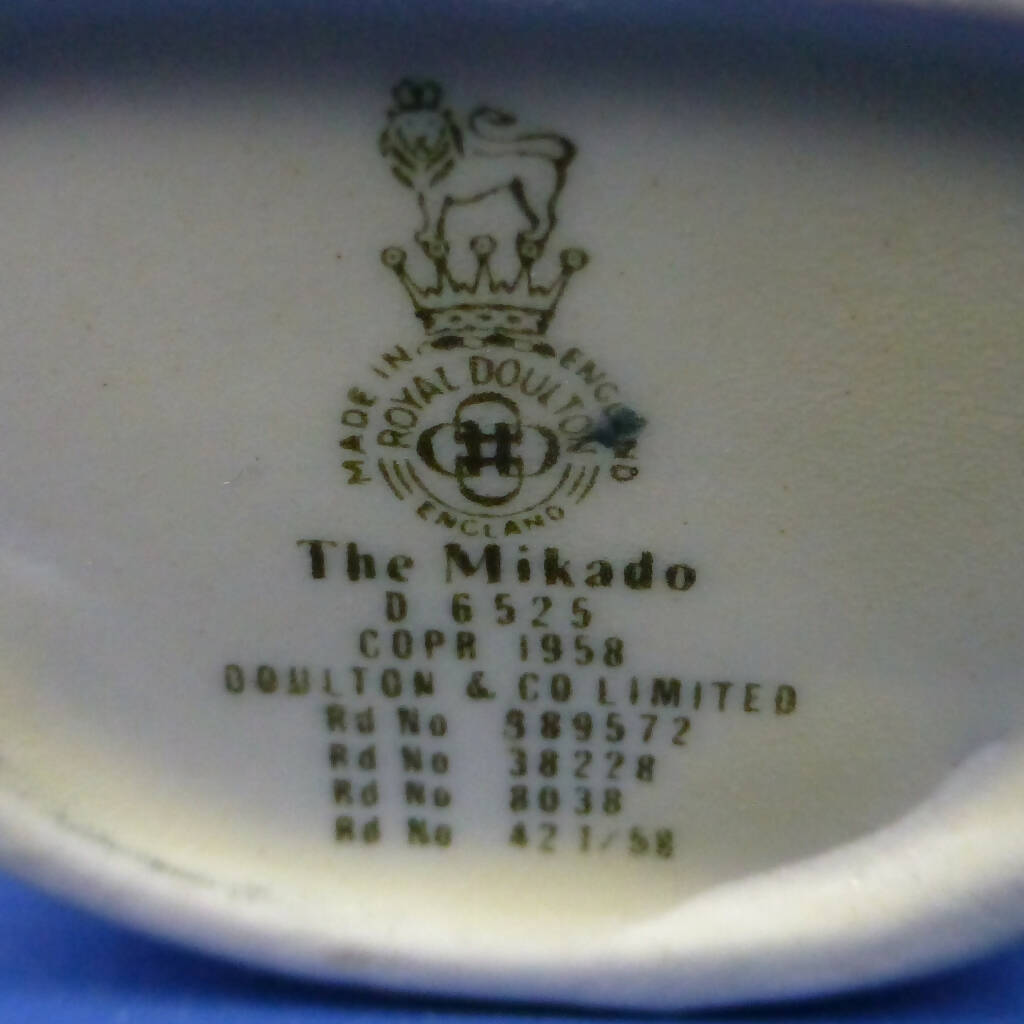 MADE IN ENGLAND
ROYAL DOULTON
ENGLAND
The Mikado
D 6525
COPR 1958
DOULTON & CO LIMITED
Rd No 889572
Rd No 38228
Rd No 8038
Rd No 421/58